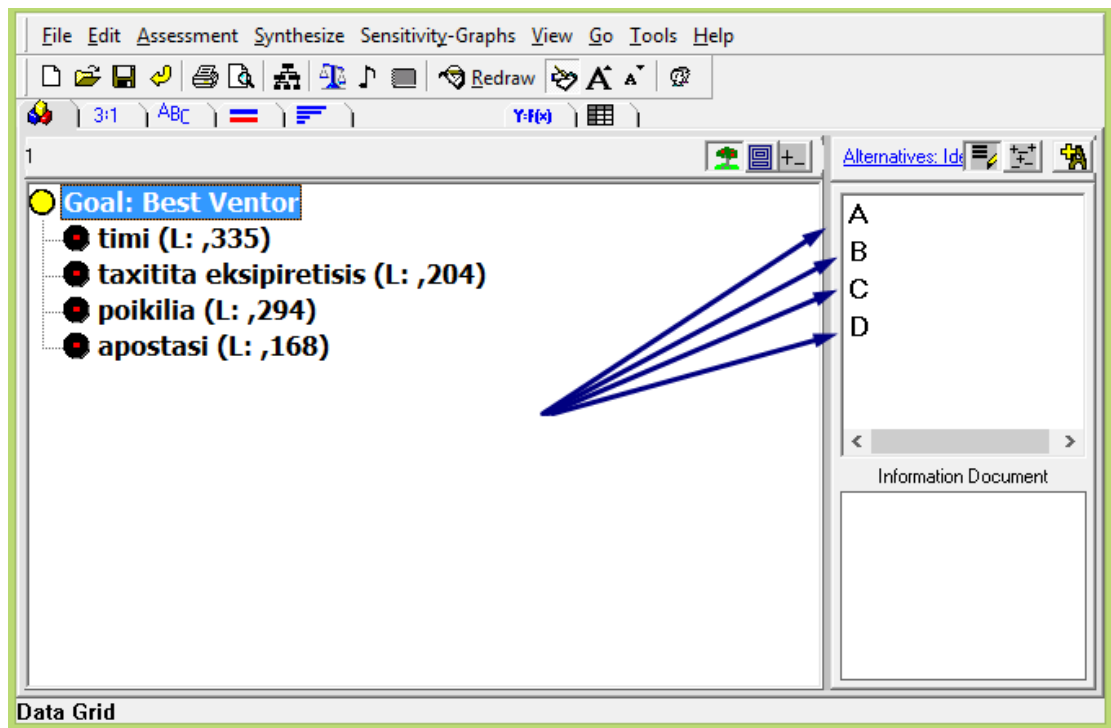 File Edit Assessment Synthesize Sensitivity-Graphs View Go Tools Help
Redraw A A
3:1 ABC Y=F(x)
1
+_
Alternatives: Ide
Goal: Best Ventor
timi (L: ,335)
taxitita eksipiretisis (L: ,204)
poikilia (L: ,294)
apostasi (L: ,168)
A
B
C
D
Information Document
Data Grid